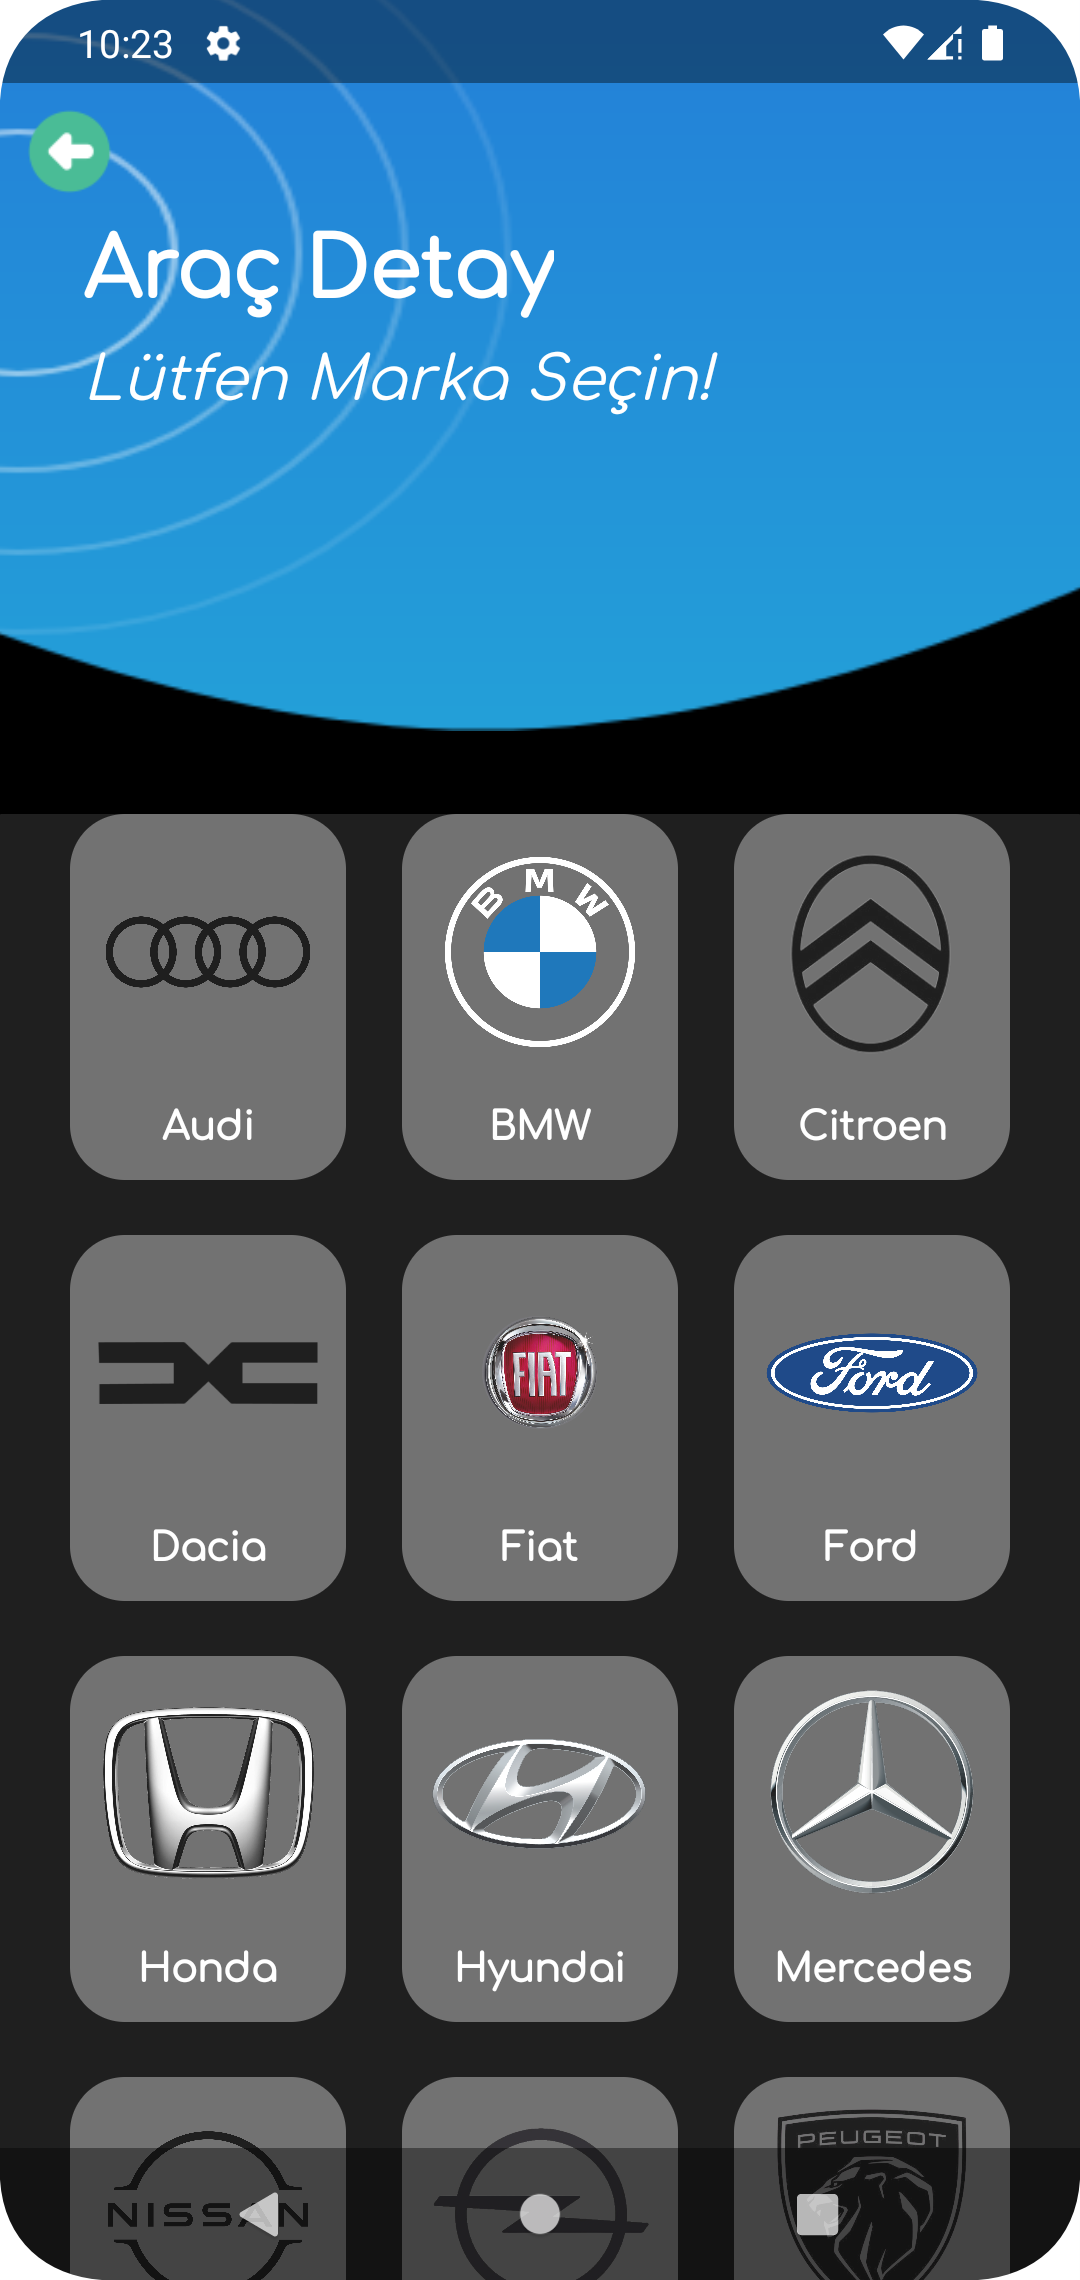 10:23
Araç Detay
Lütfen Marka Seçin!
BMW
Audi
BMW
Citroen
FIAT
Ford
Dacia
Fiat
Ford
Honda
Hyundai
Mercedes
NISSAN
PEUGEOT